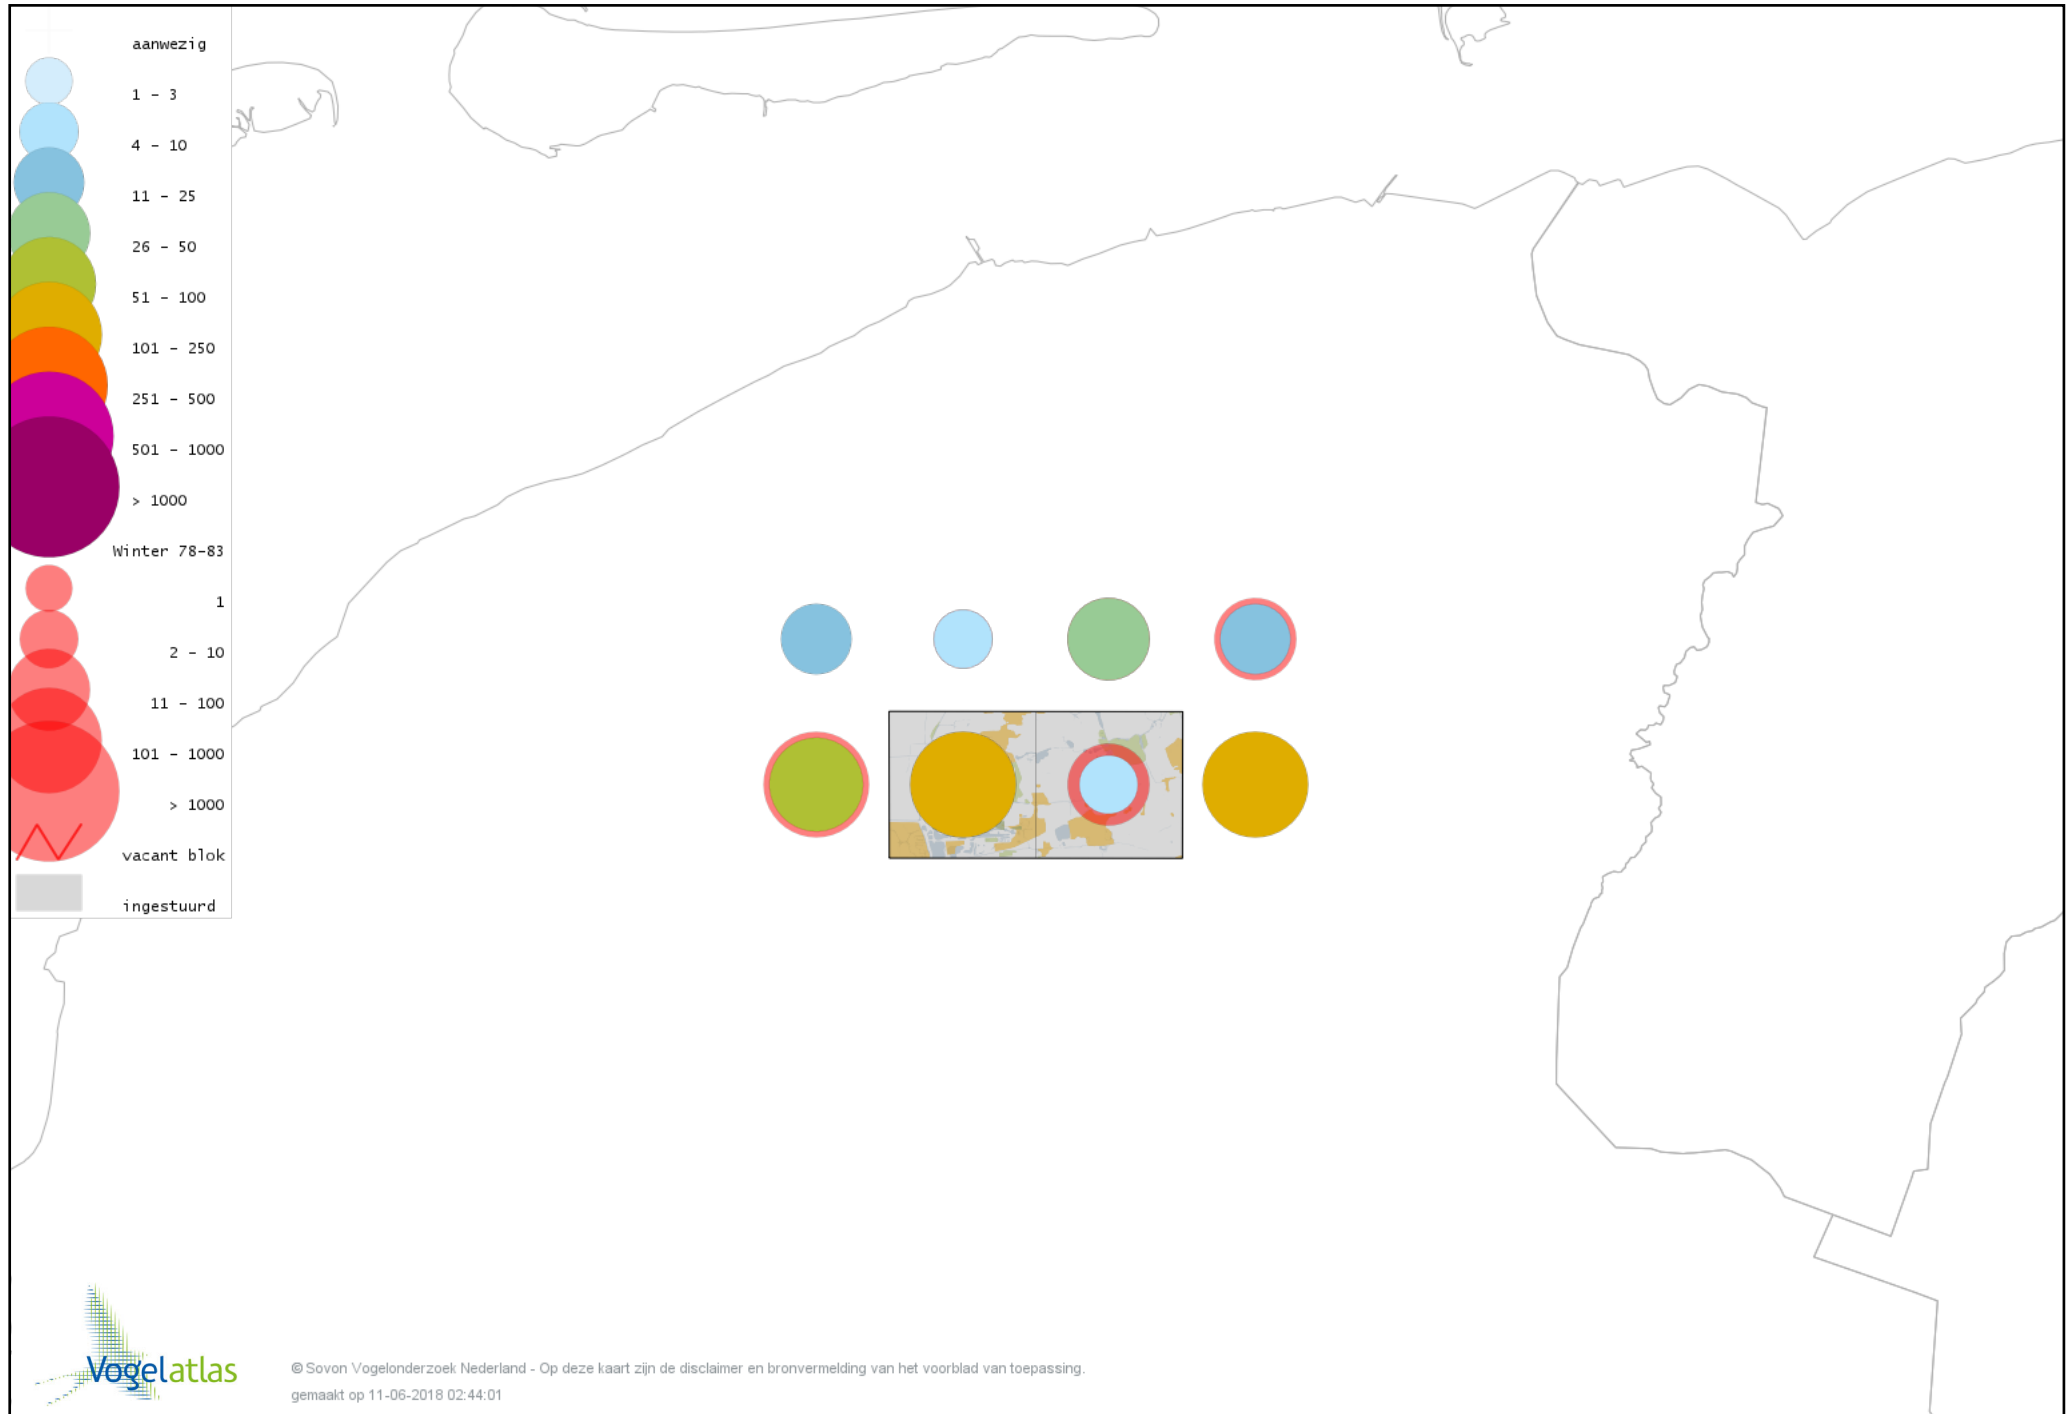 aanwezig
1 - 3
4 - 10
11 - 25
26 - 50
51 - 100
101 - 250
251 - 500
501 - 1000
> 1000
Winter 78-83
1
2 - 10
11 - 100
101 - 1000
> 1000
vacant blok
ingestuurd
Vogelatlas
© Sovon Vogelonderzoek Nederland - Op deze kaart zijn de disclaimer en bronvermelding van het voorblad van toepassing.
gemaakt op 11-06-2018 02:44:01